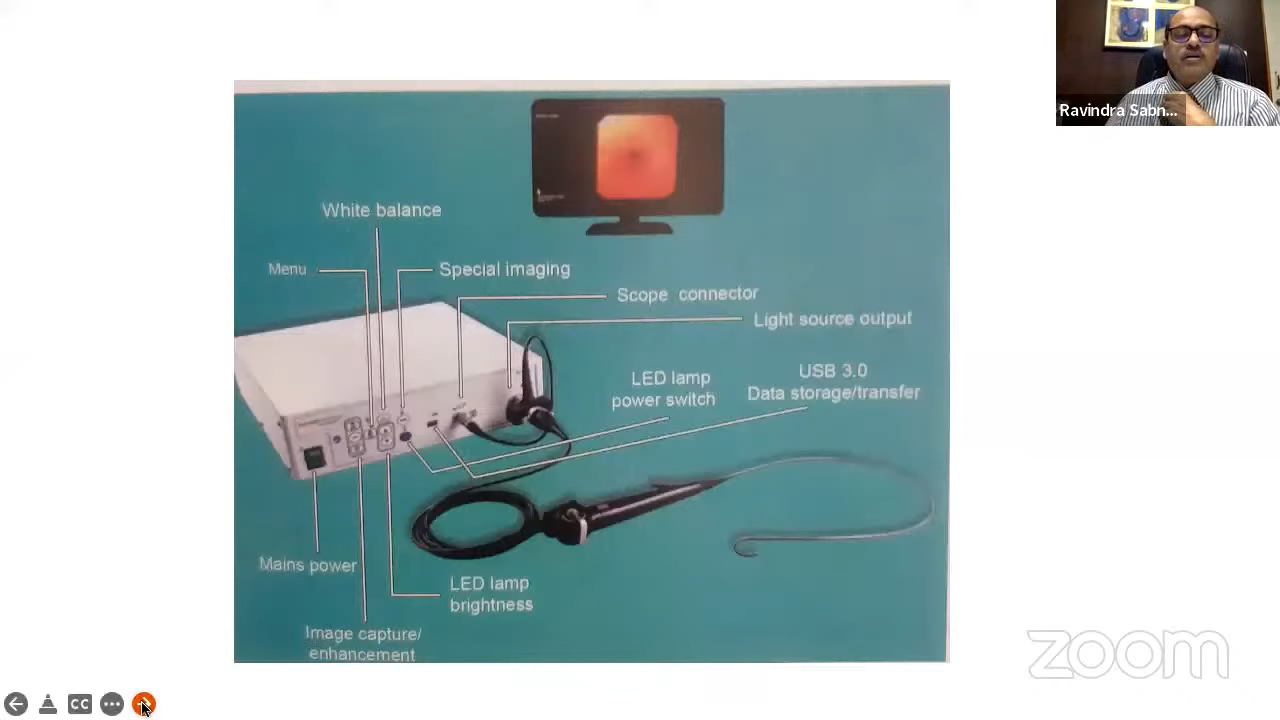 Ravindra Sabn...
White balance
Menu
Special imaging
Scope connector
Light source output
LED lamp
power switch
USB 3.0
Data storage/transfer
Mains power
LED lamp
brightness
Image capture/
enhancement
zoom
CC